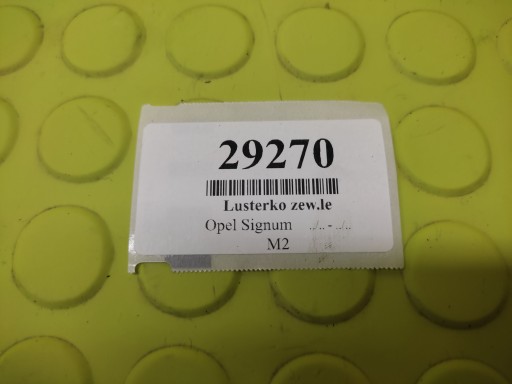 29270
Lusterko zew.le
Opel Signum ../.. - ../..
M2